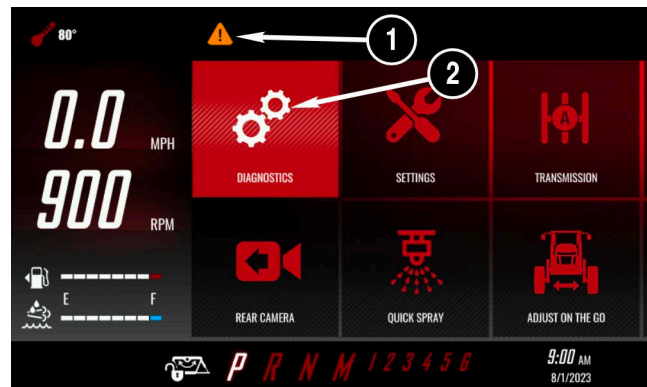 80°
1
2
0.0 MPH
900 RPM
E F
DIAGNOSTICS
SETTINGS
A
TRANSMISSION
REAR CAMERA
QUICK SPRAY
ADJUST ON THE GO
P R N M 1 2 3 4 5 6
9:00 AM
8/1/2023